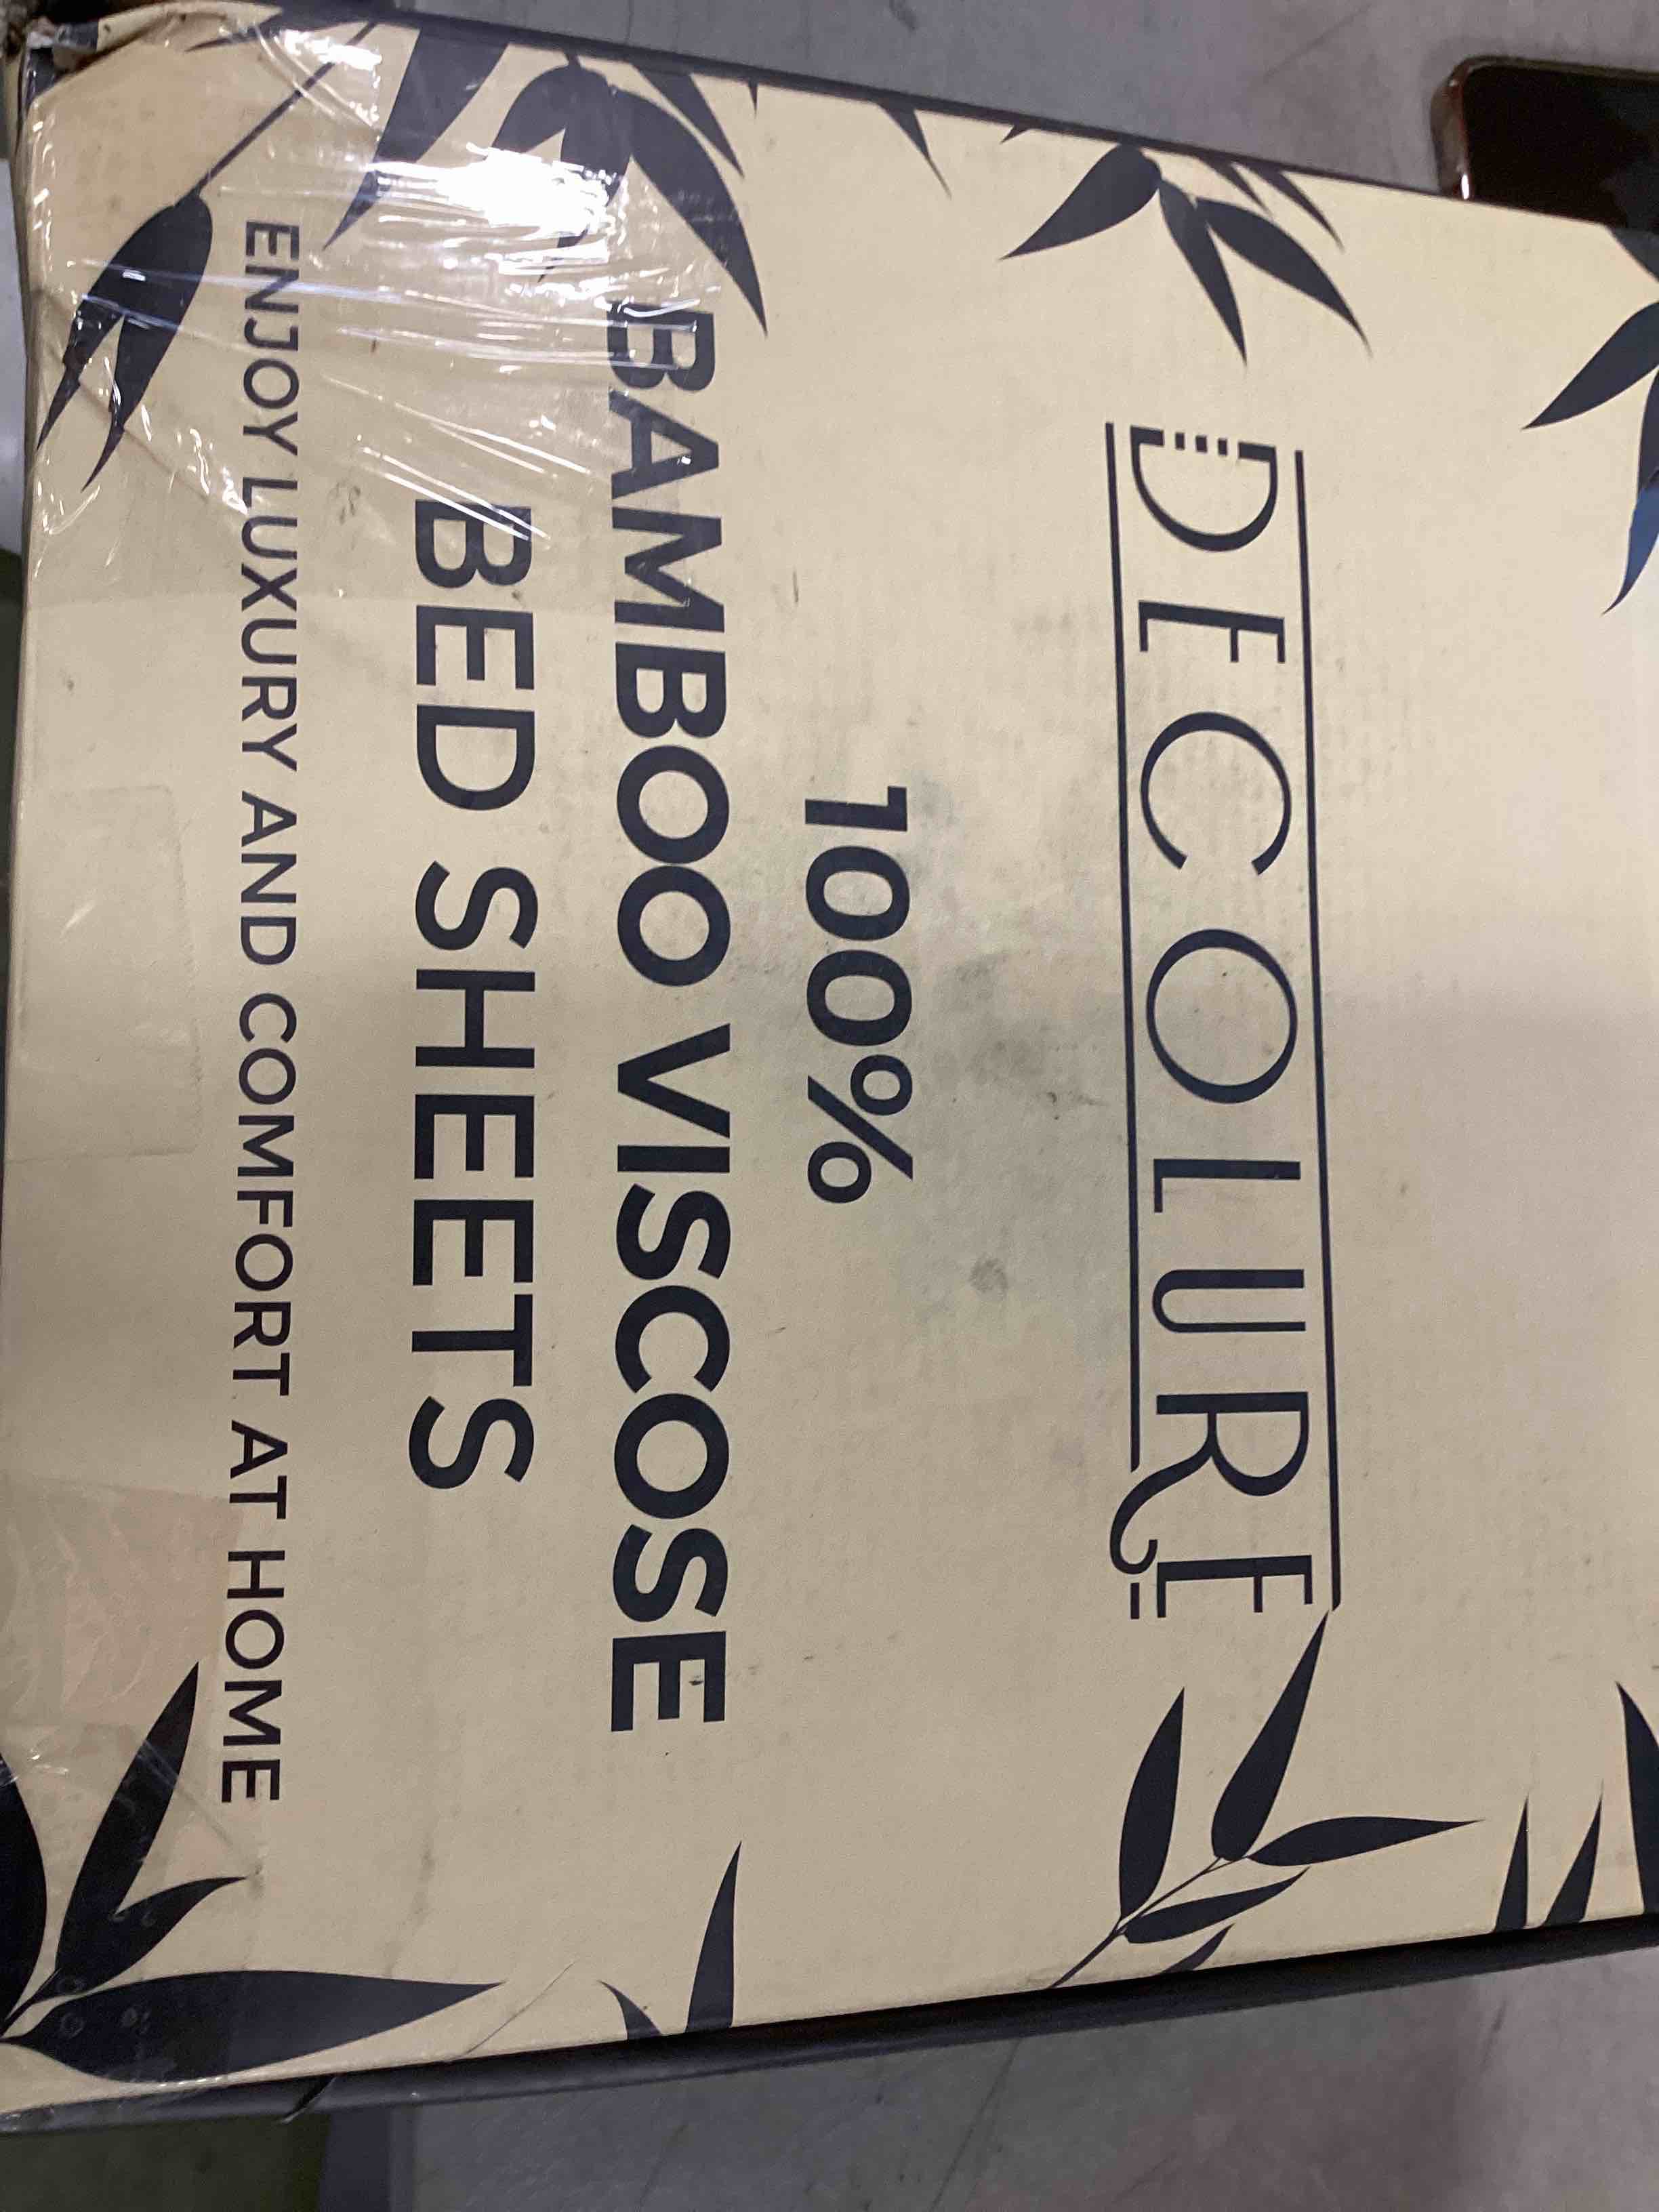 DECOLURE
100%
BAMBOO VISCOSE
BED SHEETS
ENJOY LUXURY AND COMFORT AT HOME